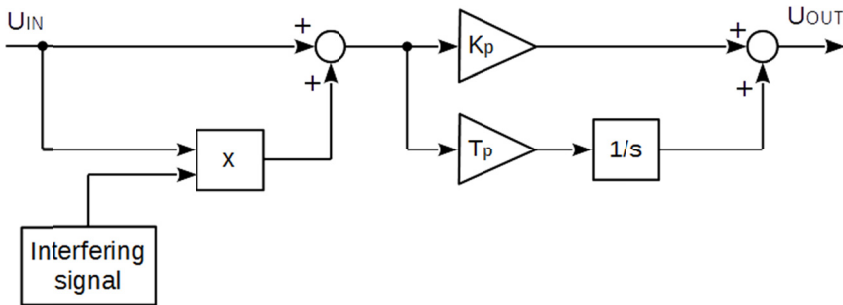 UIN
UOUT
+
+
Kp
+
+
x
Tp
1/s
Interfering
signal